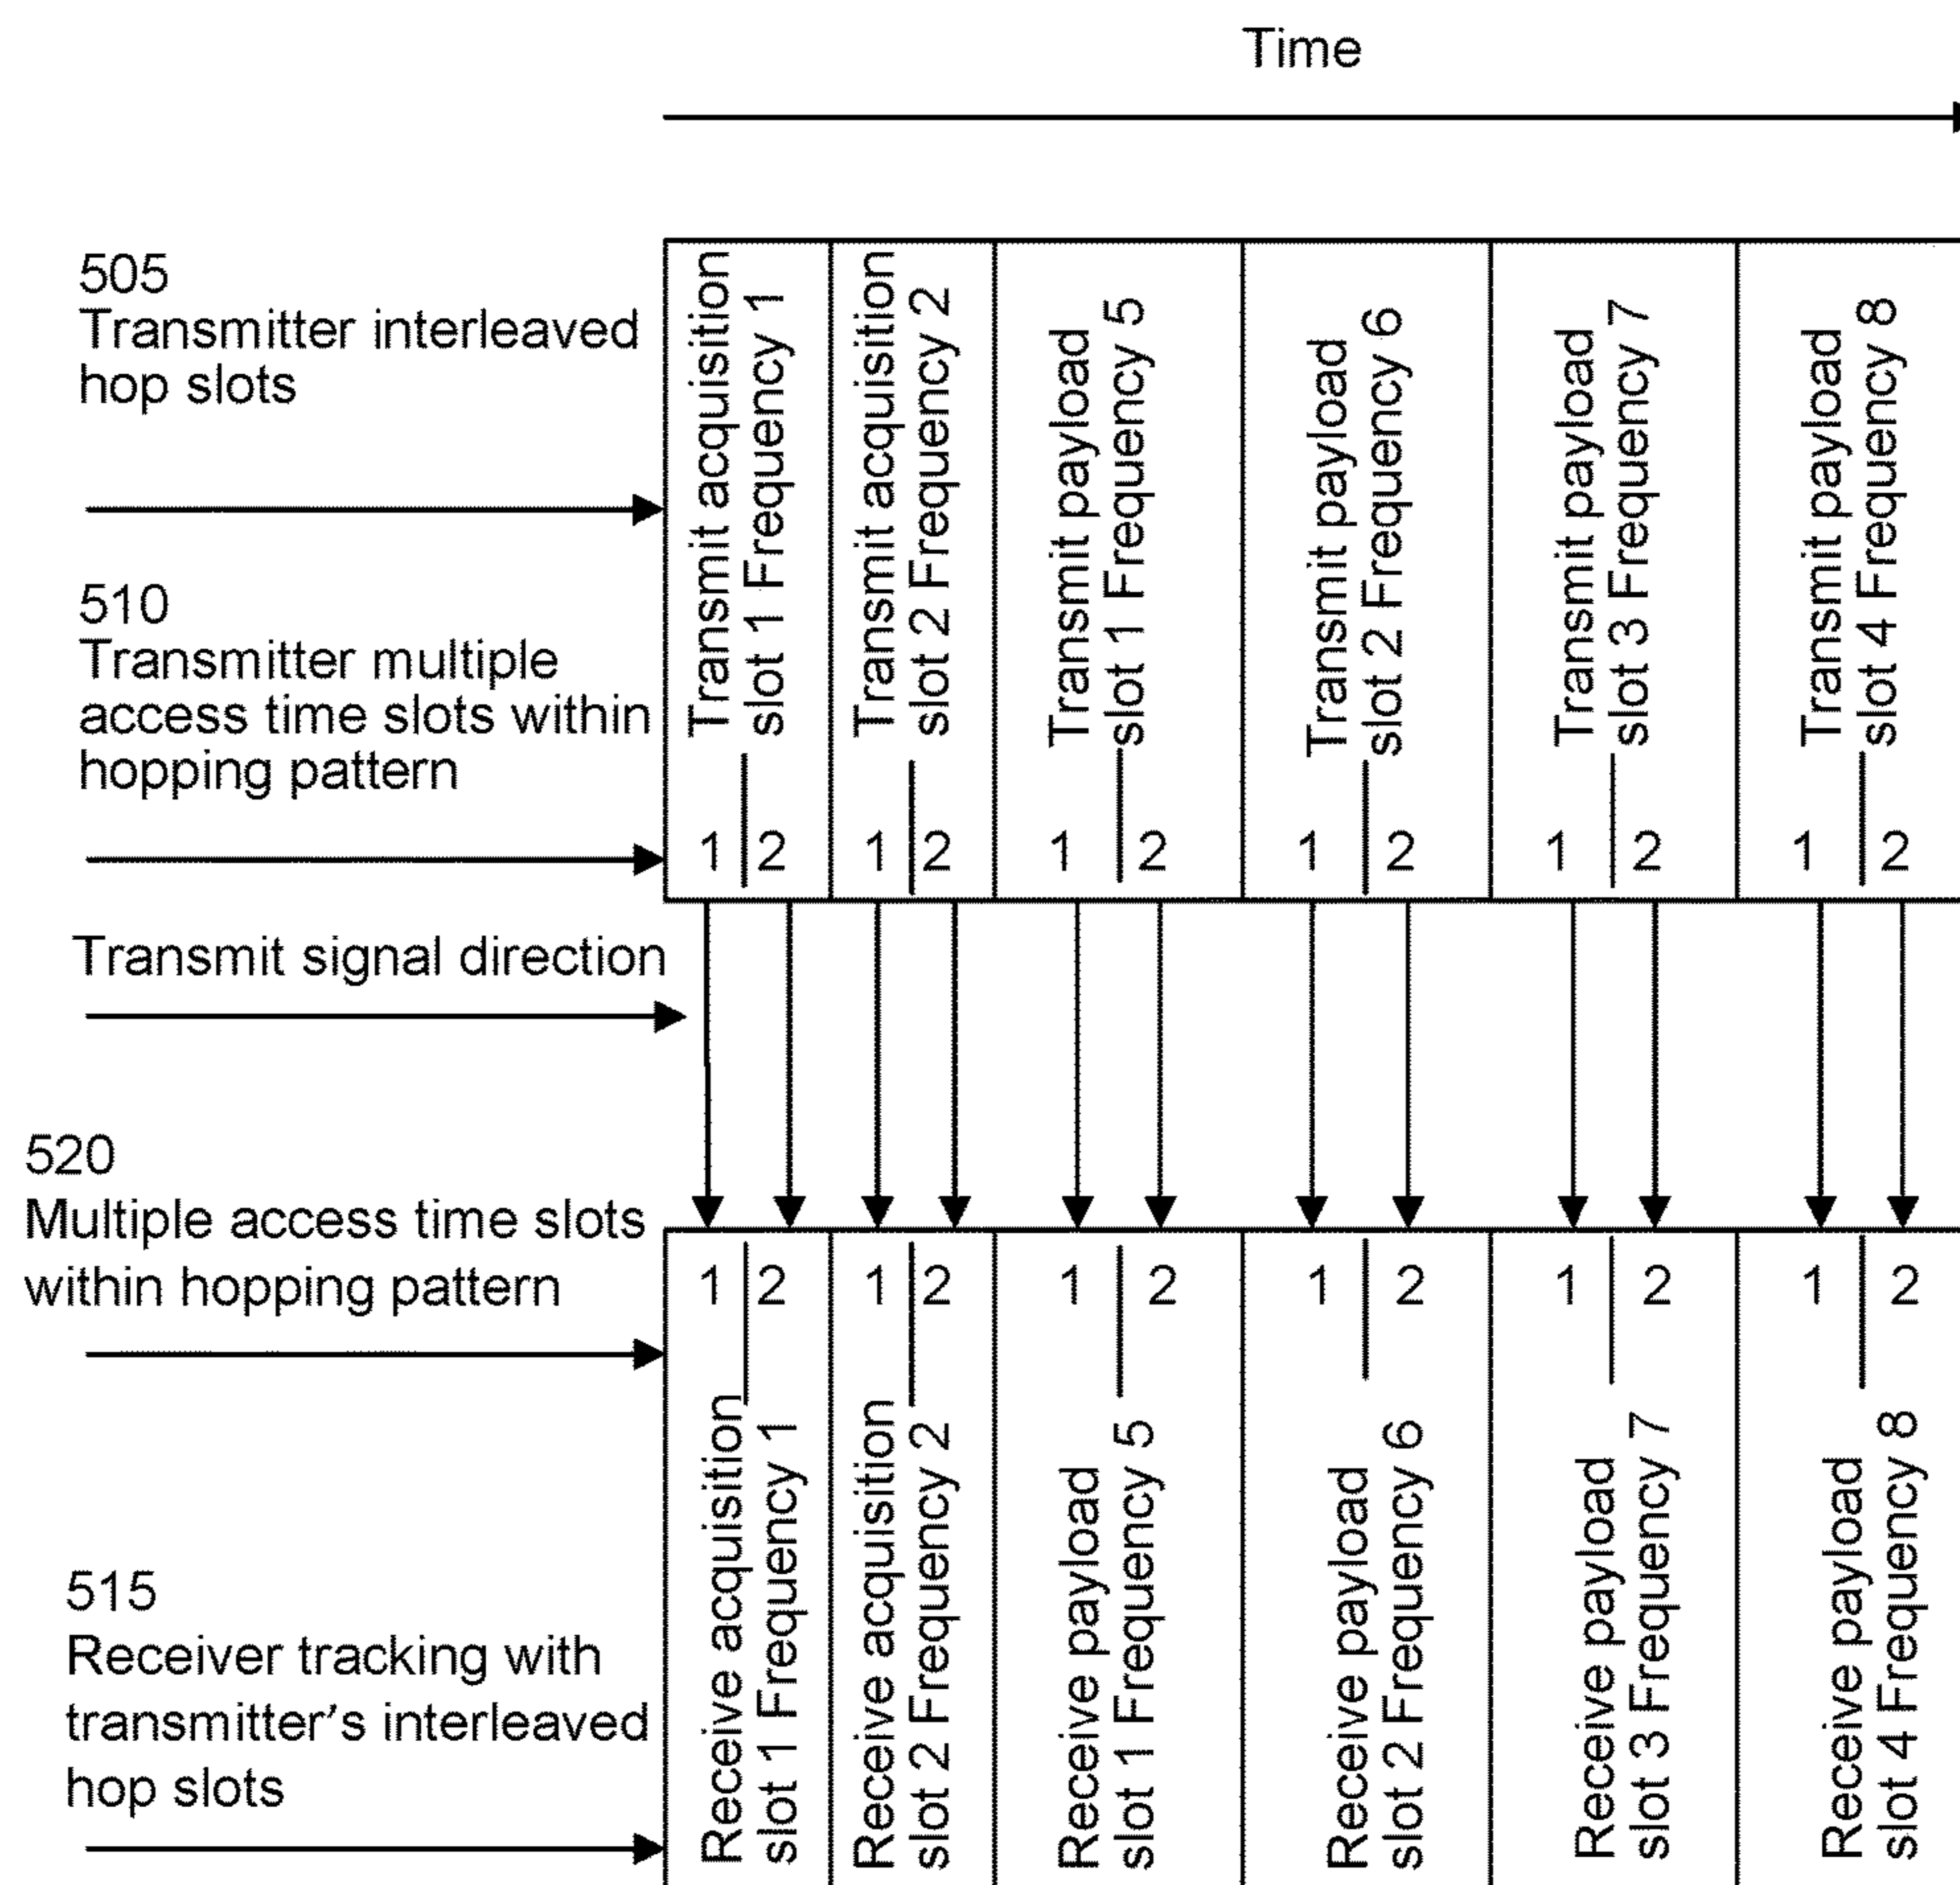 Time
505
Transmitter interleaved
hop slots
510
Transmitter multiple
access time slots within
hopping pattern
Transmit acquisition
slot 1 Frequency 1
Transmit acquisition
slot 2 Frequency 2
Transmit payload
slot 1 Frequency 5
Transmit payload
slot 2 Frequency 6
Transmit payload
slot 3 Frequency 7
Transmit payload
slot 4 Frequency 8
1 2 1 2 1 2 1 2 1 2 1 2
Transmit signal direction
520
Multiple access time slots
within hopping pattern
1 2 1 2 1 2 1 2 1 2 1 2
515
Receiver tracking with
transmitter's interleaved
hop slots
Receive acquisition
slot 1 Frequency 1
Receive acquisition
slot 2 Frequency 2
Receive payload
slot 1 Frequency 5
Receive payload
slot 2 Frequency 6
Receive payload
slot 3 Frequency 7
Receive payload
slot 4 Frequency 8